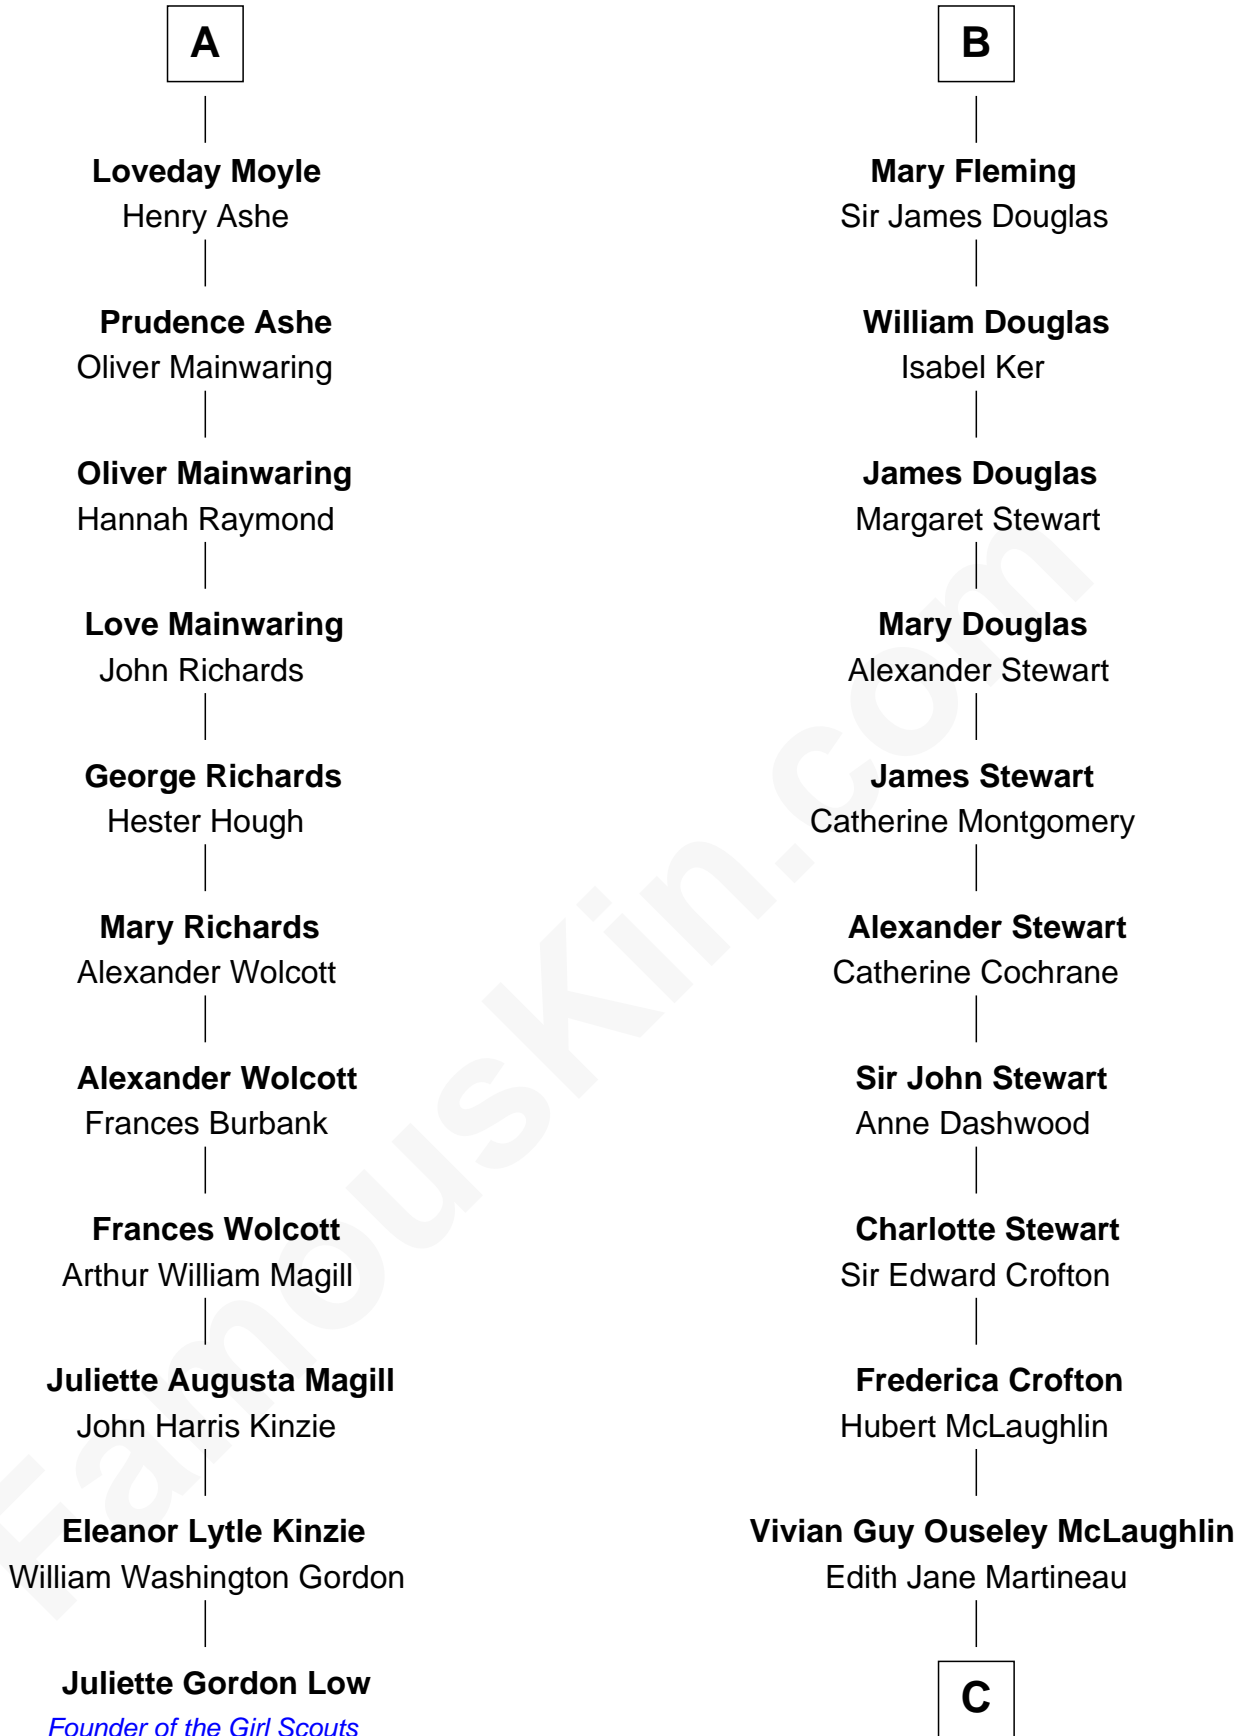 A
Loveday Moyle
Henry Ashe
Prudence Ashe
Oliver Mainwaring
Oliver Mainwaring
Hannah Raymond
Love Mainwaring
John Richards
George Richards
Hester Hough
Mary Richards
Alexander Wolcott
Alexander Wolcott
Frances Burbank
Frances Wolcott
Arthur William Magill
Juliette Augusta Magill
John Harris Kinzie
Eleanor Lytle Kinzie
William Washington Gordon
Juliette Gordon Low
Founder of the Girl Scouts
B
Mary Fleming
Sir James Douglas
William Douglas
Isabel Ker
James Douglas
Margaret Stewart
Mary Douglas
Alexander Stewart
James Stewart
Catherine Montgomery
Alexander Stewart
Catherine Cochrane
Sir John Stewart
Anne Dashwood
Charlotte Stewart
Sir Edward Crofton
Frederica Crofton
Hubert McLaughlin
Vivian Guy Ouseley McLaughlin
Edith Jane Martineau
C
FamousKin.com